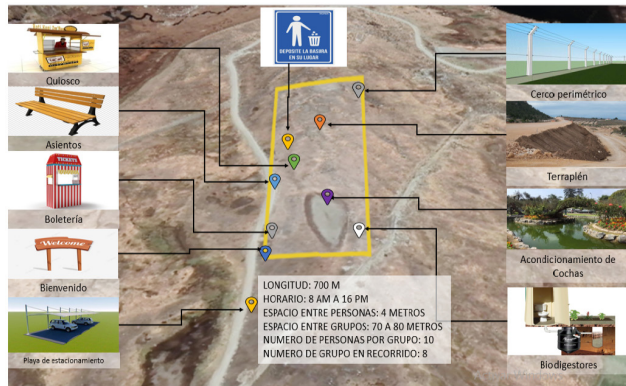 DEPOSITE LA BASURA
EN SU LUGAR
Quiosco
Asientos
TICKETS
Boletería
Welcome
Bienvenido
Playa de estacionamiento
Cerco perimétrico
Terraplén
Acondicionamiento de
Cochas
Biodigestores
LONGITUD: 700 M
HORARIO: 8 AM A 16 PM
ESPACIO ENTRE PERSONAS: 4 METROS
ESPACIO ENTRE GRUPOS: 70 A 80 METROS
NUMERO DE PERSONAS POR GRUPO: 10
NUMERO DE GRUPO EN RECORRIDO: 8